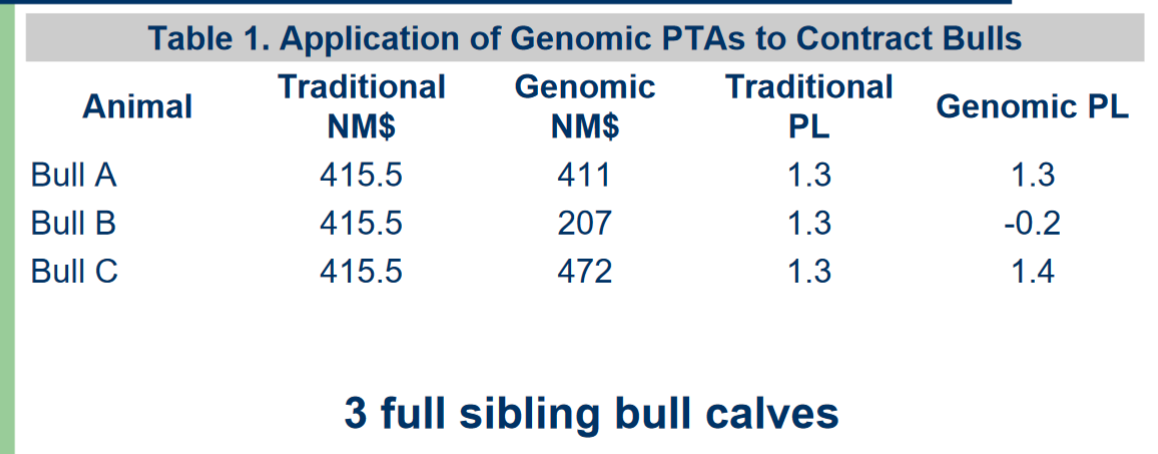 Table 1. Application of Genomic PTAs to Contract Bulls
Animal Traditional NM$ Genomic NM$ Traditional PL Genomic PL
Bull A 415.5 411 1.3 1.3
Bull B 415.5 207 1.3 -0.2
Bull C 415.5 472 1.3 1.4
3 full sibling bull calves